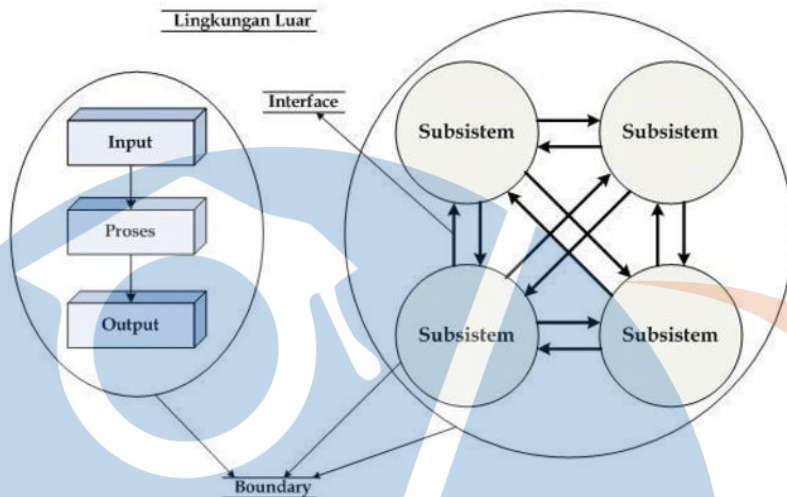 Lingkungan Luar
Interface
Input
Proses
Output
Subsistem
Subsistem
Subsistem
Subsistem
Boundary